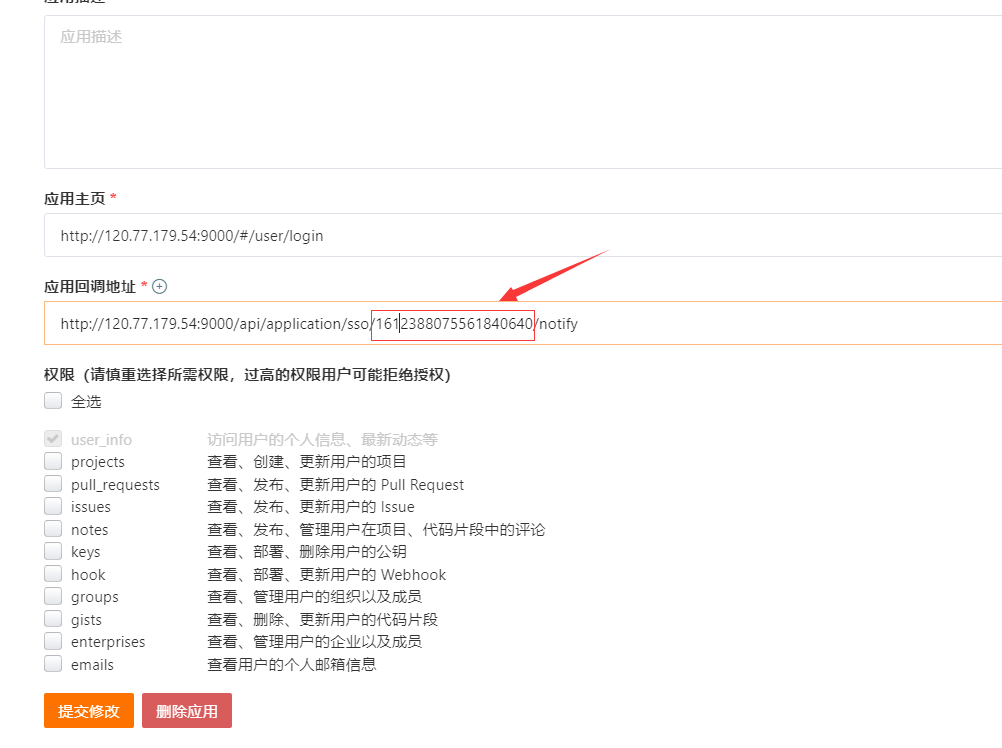 应用描述
应用描述
应用主页 *
http://120.77.179.54:9000/#/user/login
应用回调地址 *
http://120.77.179.54:9000/api/application/sso/1612388075561840640/notify
权限（请慎重选择所需权限，过高的权限用户可能拒绝授权）
全选
user_info 访问用户的个人信息、最新动态等
projects 查看、创建、更新用户的项目
pull_requests 查看、发布、更新用户的 Pull Request
issues 查看、发布、更新用户的 Issue
notes 查看、发布、管理用户在项目、代码片段中的评论
keys 查看、部署、删除用户的公钥
hook 查看、部署、更新用户的 Webhook
groups 查看、管理用户的组织以及成员
gists 查看、删除、更新用户的代码片段
enterprises 查看、管理用户的企业以及成员
emails 查看用户的个人邮箱信息
提交修改 删除应用